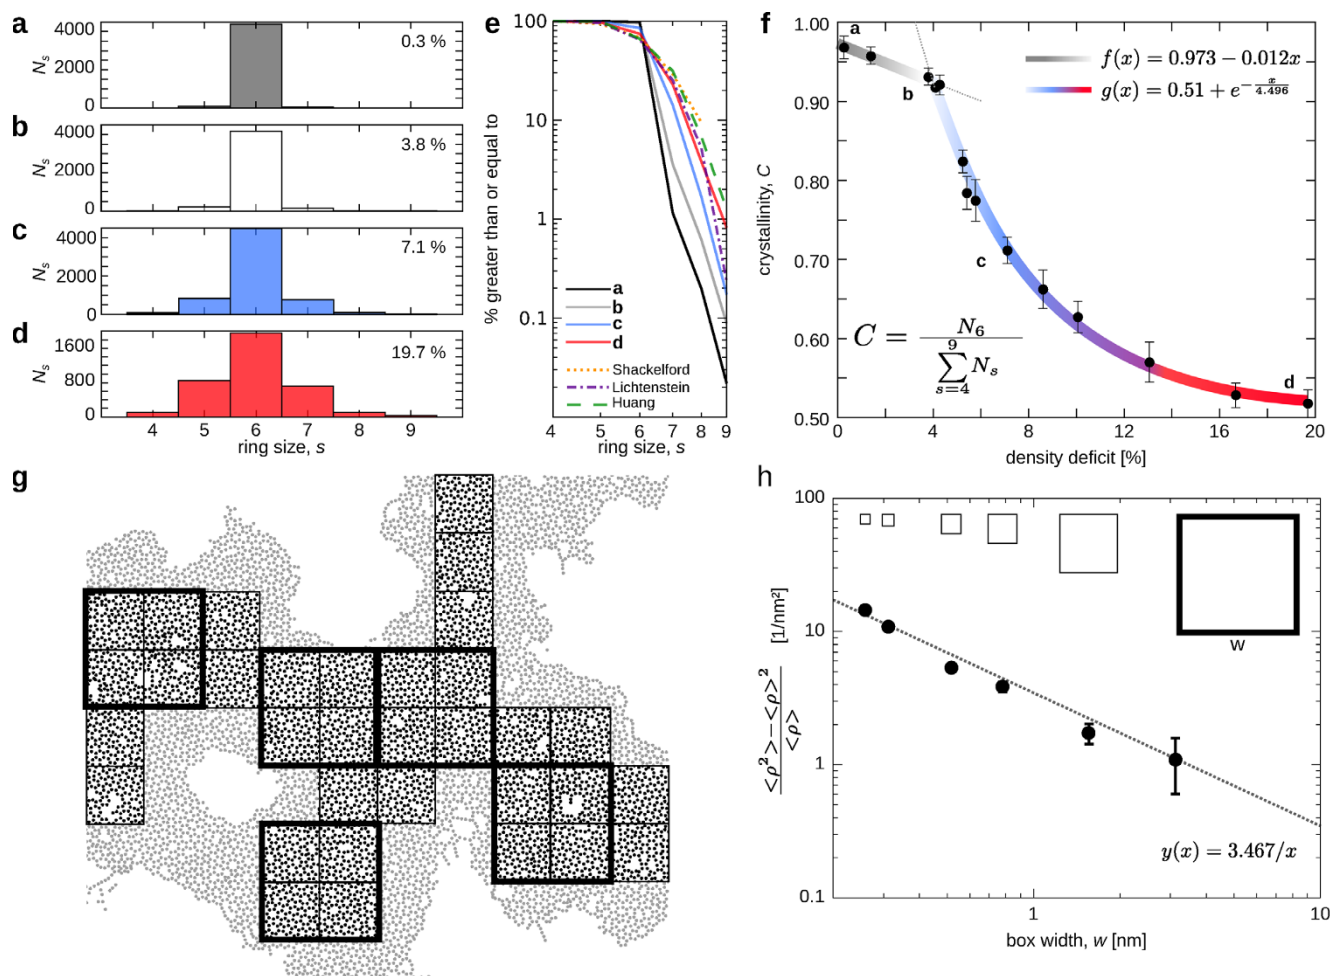 a
4000
2000
0
N_s
0.3 %
b
4000
2000
0
N_s
3.8 %
c
4000
2000
0
N_s
7.1 %
d
1600
800
0
N_s
19.7 %
4 5 6 7 8 9
ring size, s
e
% greater than or equal to
100
10
1
0.1
a
b
c
d
Shackelford
Lichtenstein
Huang
4 5 6 7 8 9
ring size, s
f
crystallinity, C
1.00
0.90
0.80
0.70
0.60
0.50
a
b
c
d
f(x) = 0.973 − 0.012x
g(x) = 0.51 + e^{−x/4.496}
C = N_6 / ∑_{s=4}^{9} N_s
0 4 8 12 16 20
density deficit [%]
g
h
100
10
1
0.1
<ρ²>−<ρ>² / <ρ> [1/nm²]
w
y(x) = 3.467/x
1 10
box width, w [nm]